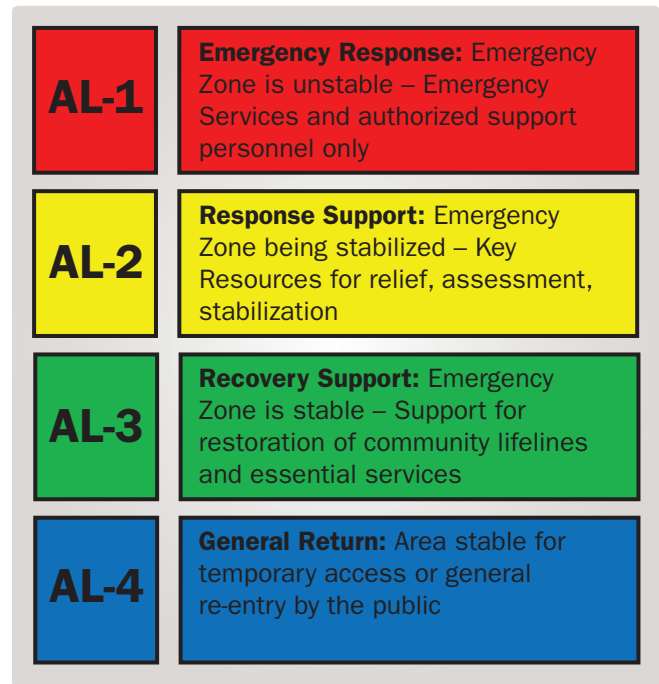 AL-1
Emergency Response: Emergency
Zone is unstable – Emergency
Services and authorized support
personnel only
AL-2
Response Support: Emergency
Zone being stabilized – Key
Resources for relief, assessment,
stabilization
AL-3
Recovery Support: Emergency
Zone is stable – Support for
restoration of community lifelines
and essential services
AL-4
General Return: Area stable for
temporary access or general
re-entry by the public